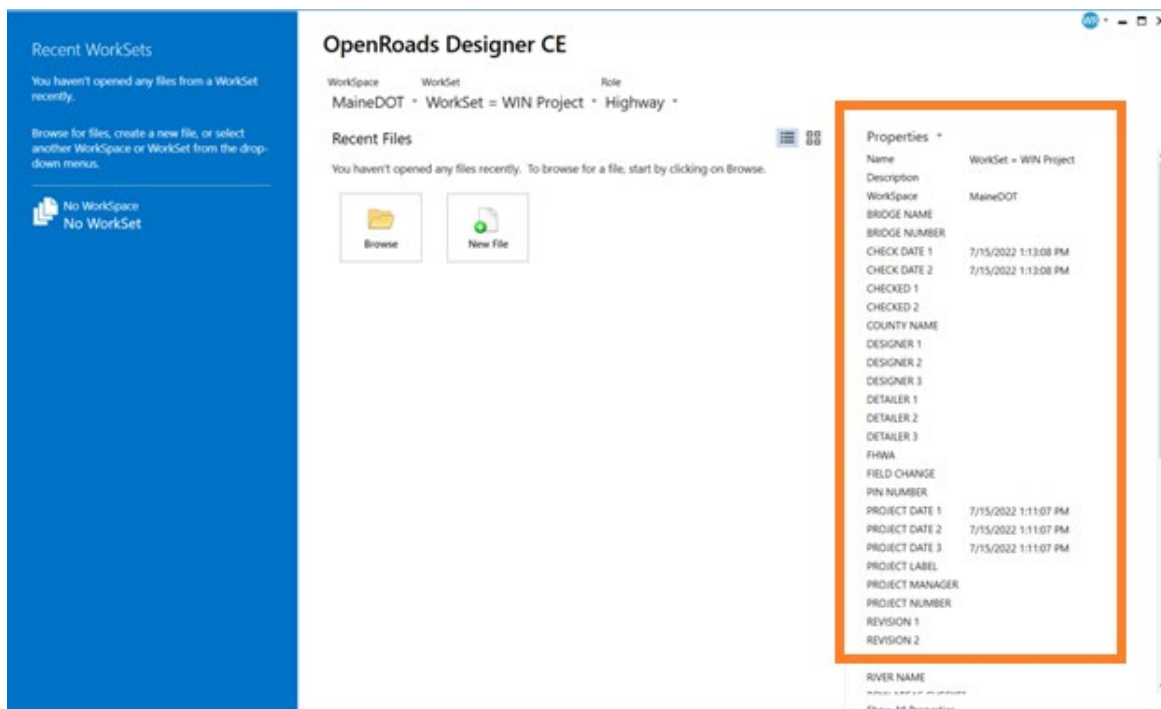 WP
Recent WorkSets
You haven't opened any files from a WorkSet
recently.
Browse for files, create a new file, or select
another WorkSpace or WorkSet from the drop-
down menus.
No WorkSpace
No WorkSet
OpenRoads Designer CE
WorkSpace WorkSet Role
MaineDOT WorkSet = WIN Project Highway
Recent Files
You haven't opened any files recently. To browse for a file, start by clicking on Browse.
Browse New File
Properties
Name WorkSet = WIN Project
Description
WorkSpace MaineDOT
BRIDGE NAME
BRIDGE NUMBER
CHECK DATE 1 7/15/2022 1:13:08 PM
CHECK DATE 2 7/15/2022 1:13:08 PM
CHECKED 1
CHECKED 2
COUNTY NAME
DESIGNER 1
DESIGNER 2
DESIGNER 3
DETAILER 1
DETAILER 2
DETAILER 3
FHWA
FIELD CHANGE
PIN NUMBER
PROJECT DATE 1 7/15/2022 1:11:07 PM
PROJECT DATE 2 7/15/2022 1:11:07 PM
PROJECT DATE 3 7/15/2022 1:11:07 PM
PROJECT LABEL
PROJECT MANAGER
PROJECT NUMBER
REVISION 1
REVISION 2
RIVER NAME
Show All Properties